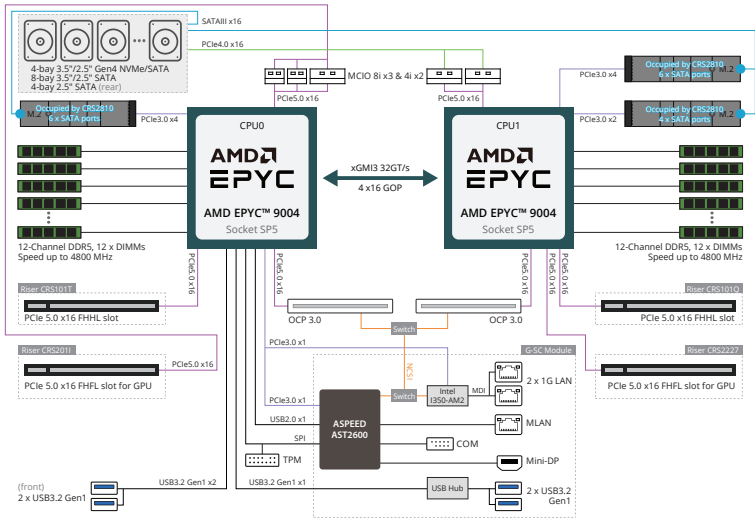 SATAIII x16
PCIe4.0 x16
4-bay 3.5"/2.5" Gen4 NVMe/SATA
8-bay 3.5"/2.5" SATA
4-bay 2.5" SATA (rear)
MCIO 8i x3 & 4i x2
PCIe5.0 x16
PCIe5.0 x16
Occupied by CRS2810
6 x SATA ports
M.2
PCIe3.0 x4
Occupied by CRS2810
6 x SATA ports
M.2
PCIe3.0 x4
Occupied by CRS2810
4 x SATA ports
M.2
PCIe3.0 x2
CPU0
AMD
EPYC
AMD EPYC™ 9004
Socket SP5
xGMI3 32GT/s
4 x16 GOP
CPU1
AMD
EPYC
AMD EPYC™ 9004
Socket SP5
12-Channel DDR5, 12 x DIMMs
Speed up to 4800 MHz
12-Channel DDR5, 12 x DIMMs
Speed up to 4800 MHz
PCIe5.0 x16
PCIe5.0 x16
PCIe5.0 x16
PCIe5.0 x16
PCIe5.0 x16
Riser CRS101T
PCIe 5.0 x16 FHHL slot
OCP 3.0
OCP 3.0
Riser CRS101Q
PCIe 5.0 x16 FHHL slot
Switch
PCIe3.0 x1
Riser CRS201I
PCIe 5.0 x16 FHFL slot for GPU
PCIe5.0 x16
G-SC Module
Riser CRS2227
PCIe 5.0 x16 FHFL slot for GPU
NCSI
Switch
Intel
I350-AM2
MDI
2 x 1G LAN
PCIe3.0 x1
USB2.0 x1
SPI
TPM
ASPEED
AST2600
MLAN
COM
Mini-DP
(front)
2 x USB3.2 Gen1
USB3.2 Gen1 x2
USB3.2 Gen1 x1
USB Hub
2 x USB3.2
Gen1